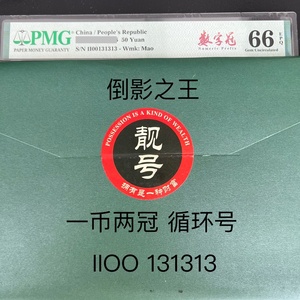 PMG
PAPER MONEY GUARANTY
China / People's Republic
50 Yuan
S/N JI00131313 - Wmk: Mao
数字冠
Numeric Prefix
66 EPQ
Gem Uncirculated
倒影之王
POSSESSION IS A KIND OF WEALTH
靓号
拥有是一种财富
一币两冠 循环号
IIOO 131313